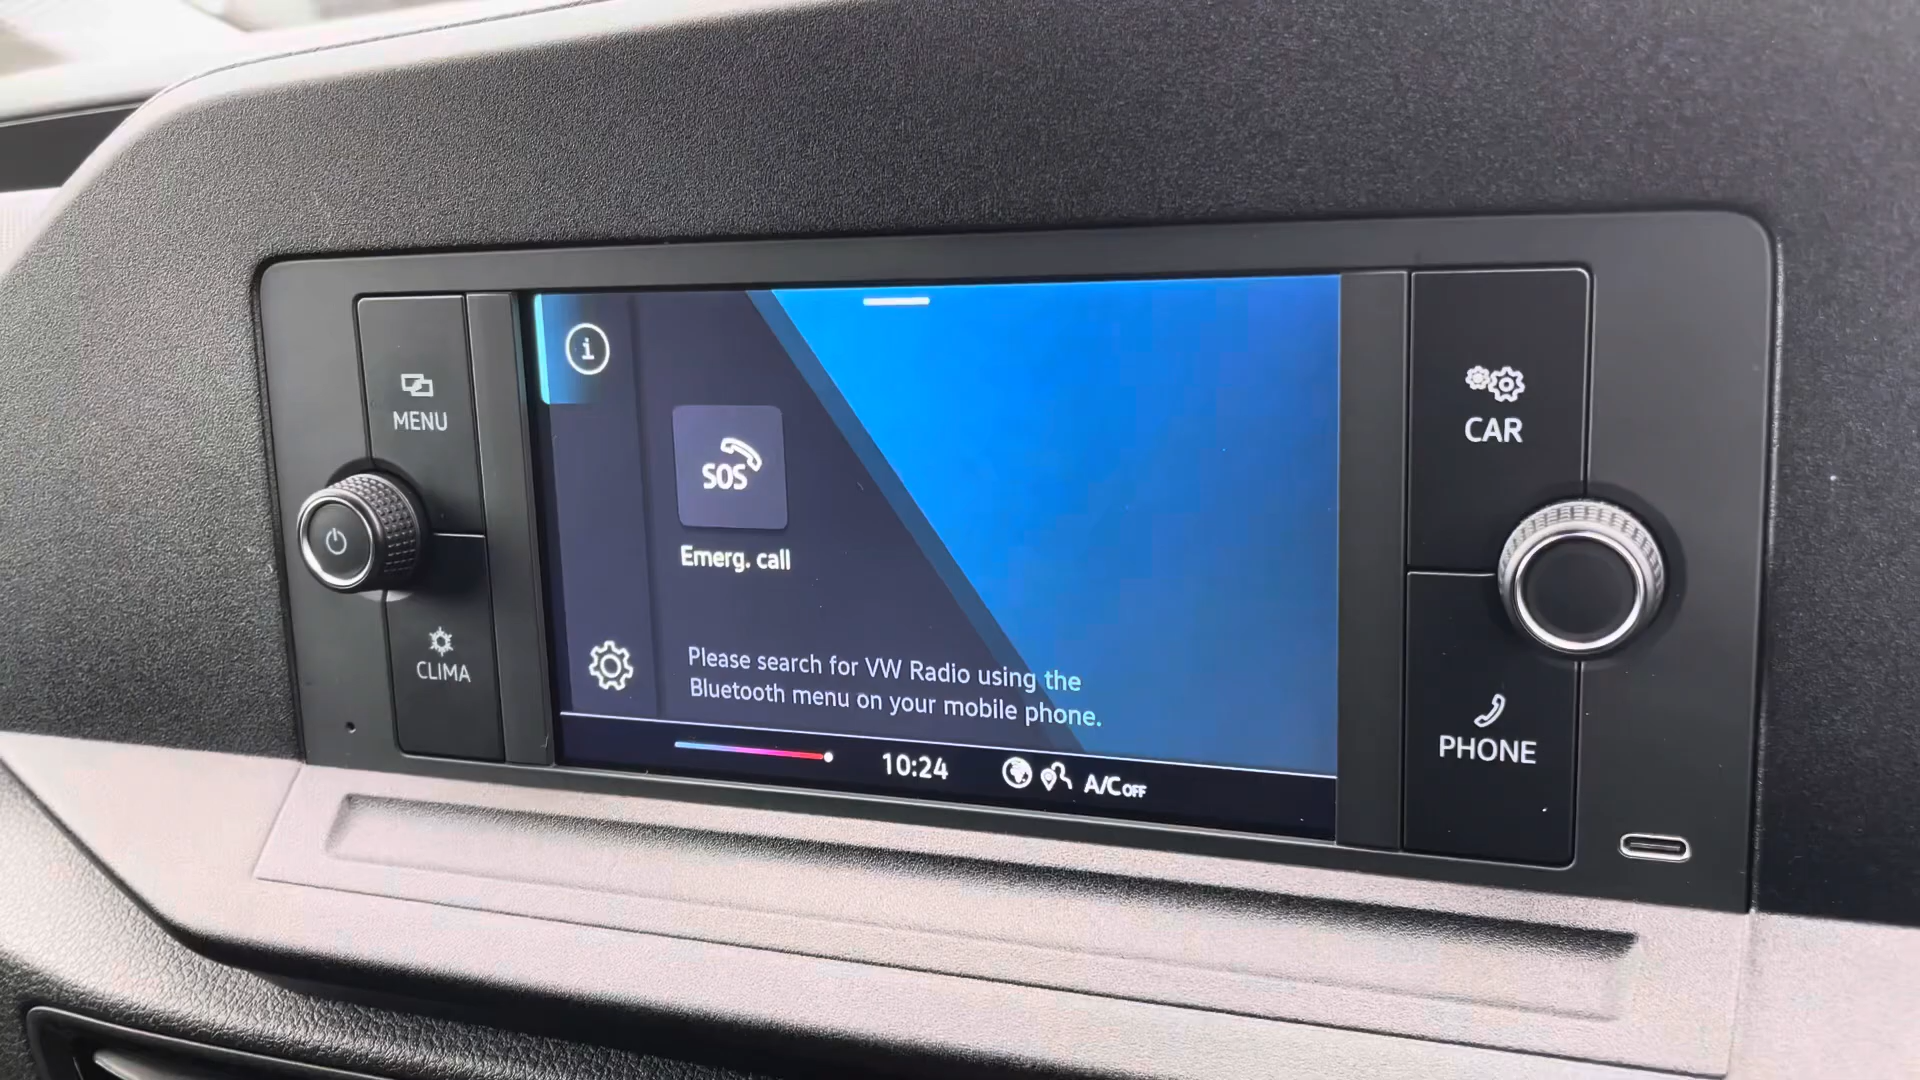 MENU
CLIMA
i
SOS
Emerg. call
Please search for VW Radio using the
Bluetooth menu on your mobile phone.
10:24
A/C OFF
CAR
PHONE